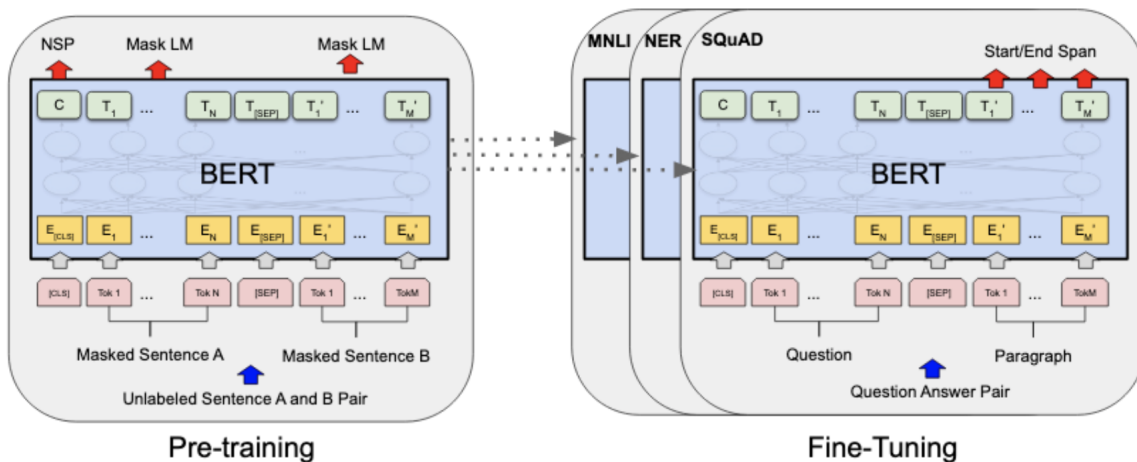 NSP Mask LM Mask LM
C T1 ... TN T[SEP] T1' ... TM'
BERT
E[CLS] E1 ... EN E[SEP] E1' ... EM'
[CLS] Tok 1 ... Tok N [SEP] Tok 1 ... TokM
Masked Sentence A Masked Sentence B
Unlabeled Sentence A and B Pair
Pre-training
MNLI NER SQuAD
Start/End Span
C T1 ... TN T[SEP] T1' ... TM'
BERT
E[CLS] E1 ... EN E[SEP] E1' ... EM'
[CLS] Tok 1 ... Tok N [SEP] Tok 1 ... TokM
Question Paragraph
Question Answer Pair
Fine-Tuning